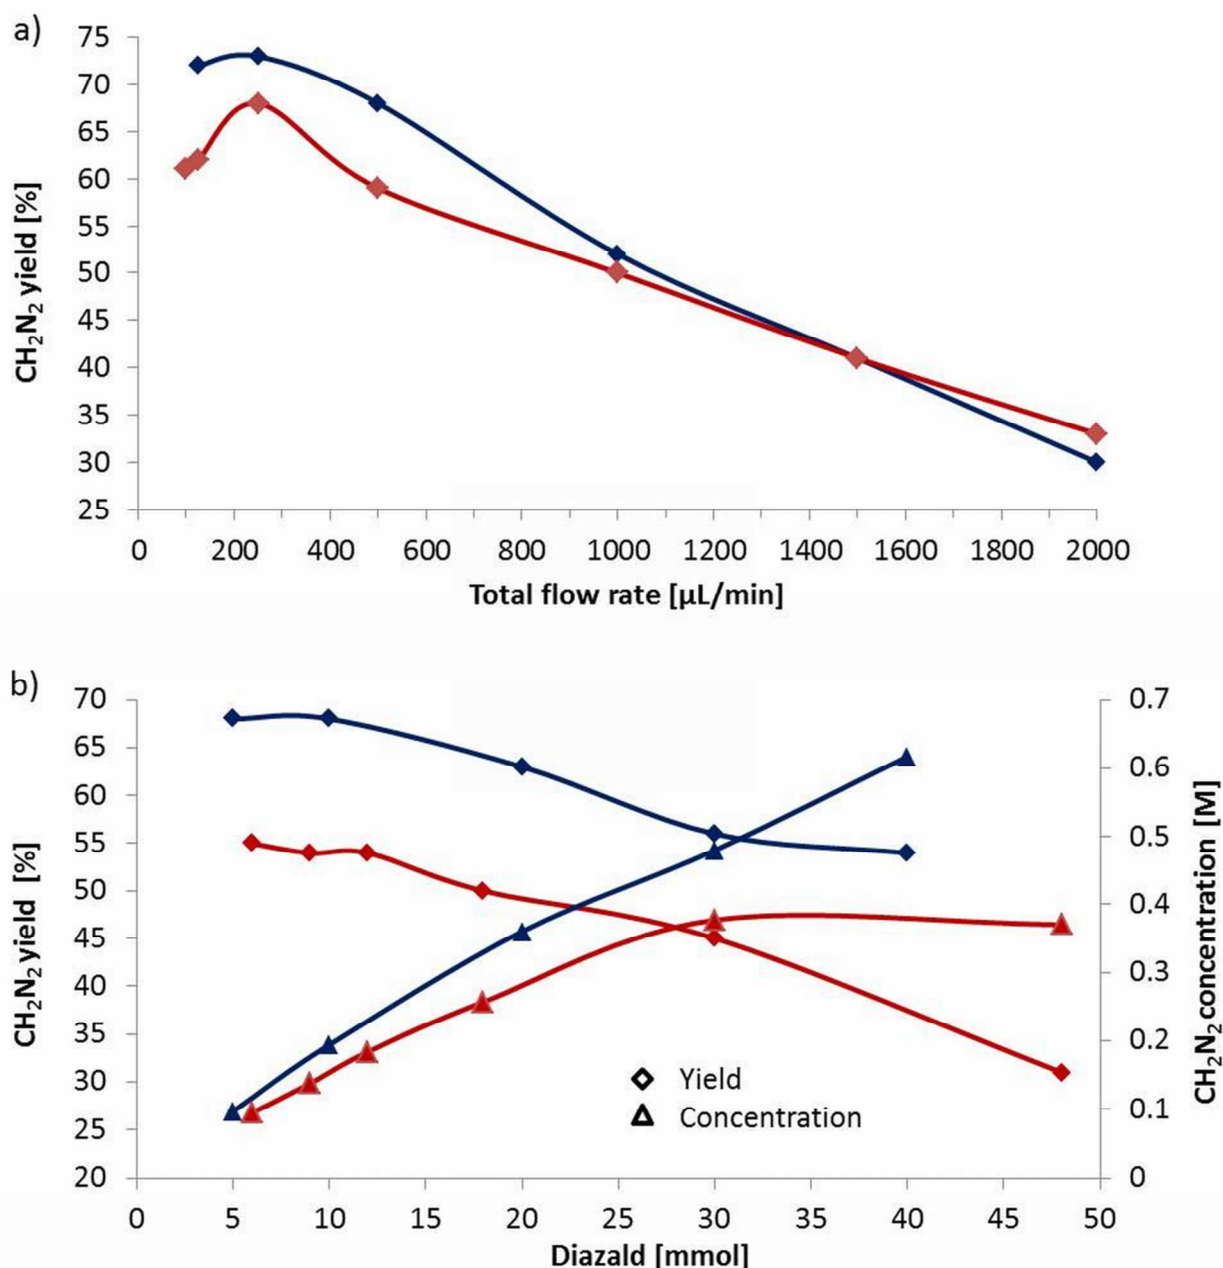 a)
75
70
65
60
55
50
45
40
35
30
25
CH₂N₂ yield [%]
0 200 400 600 800 1000 1200 1400 1600 1800 2000
Total flow rate [µL/min]
b)
70
65
60
55
50
45
40
35
30
25
20
CH₂N₂ yield [%]
0.7
0.6
0.5
0.4
0.3
0.2
0.1
0
CH₂N₂ concentration [M]
Yield
Concentration
0 5 10 15 20 25 30 35 40 45 50
Diazald [mmol]